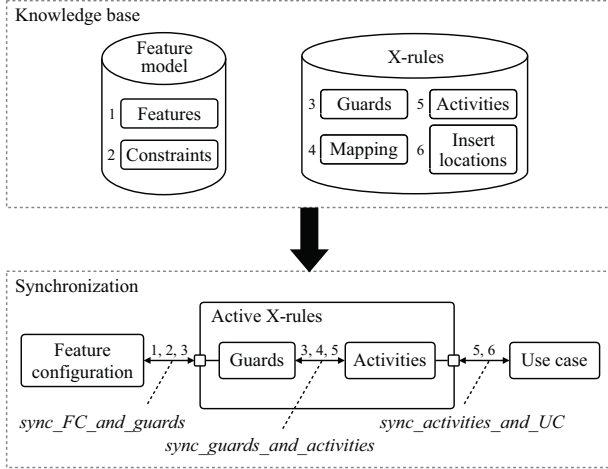 Knowledge base
Feature
model
1 Features
2 Constraints
X-rules
3 Guards 5 Activities
4 Mapping 6 Insert
locations
Synchronization
Active X-rules
Feature
configuration
1, 2, 3
Guards
3, 4, 5
Activities
5, 6
Use case
sync_FC_and_guards
sync_guards_and_activities
sync_activities_and_UC